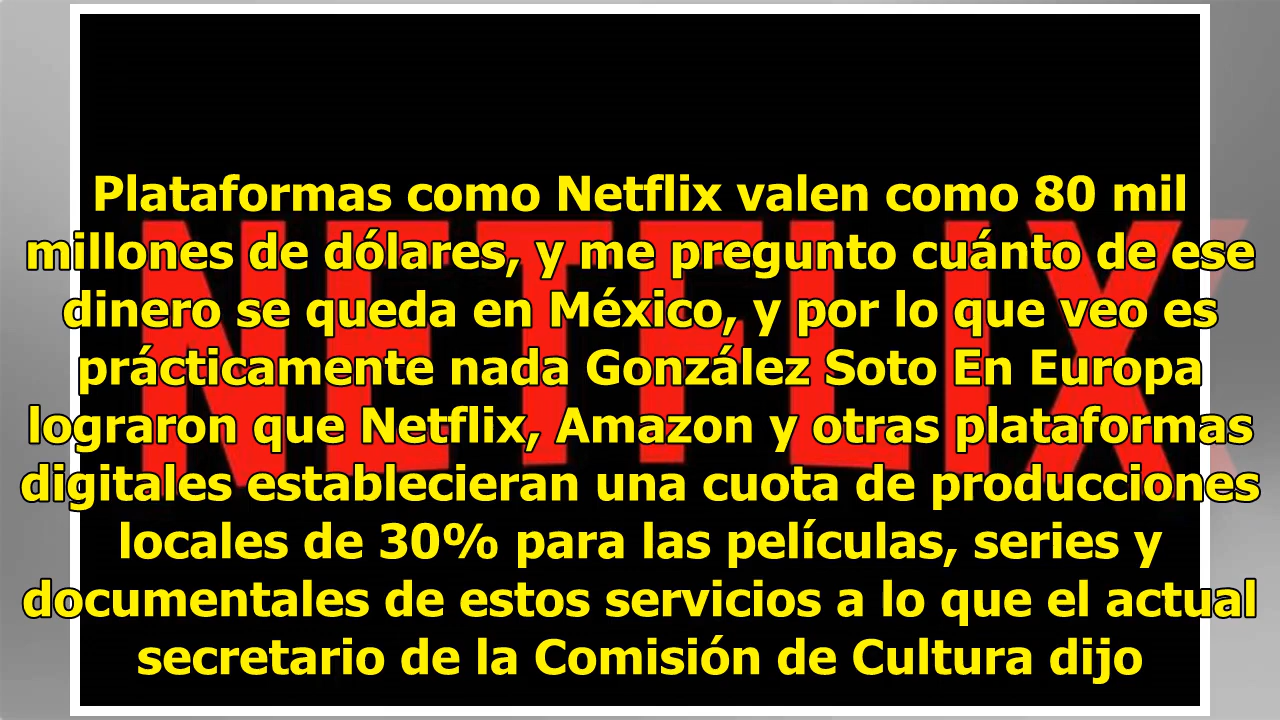 Plataformas como Netflix valen como 80 mil
millones de dólares, y me pregunto cuánto de ese
dinero se queda en México, y por lo que veo es
prácticamente nada González Soto En Europa
lograron que Netflix, Amazon y otras plataformas
digitales establecieran una cuota de producciones
locales de 30% para las películas, series y
documentales de estos servicios a lo que el actual
secretario de la Comisión de Cultura dijo
NETFLIX